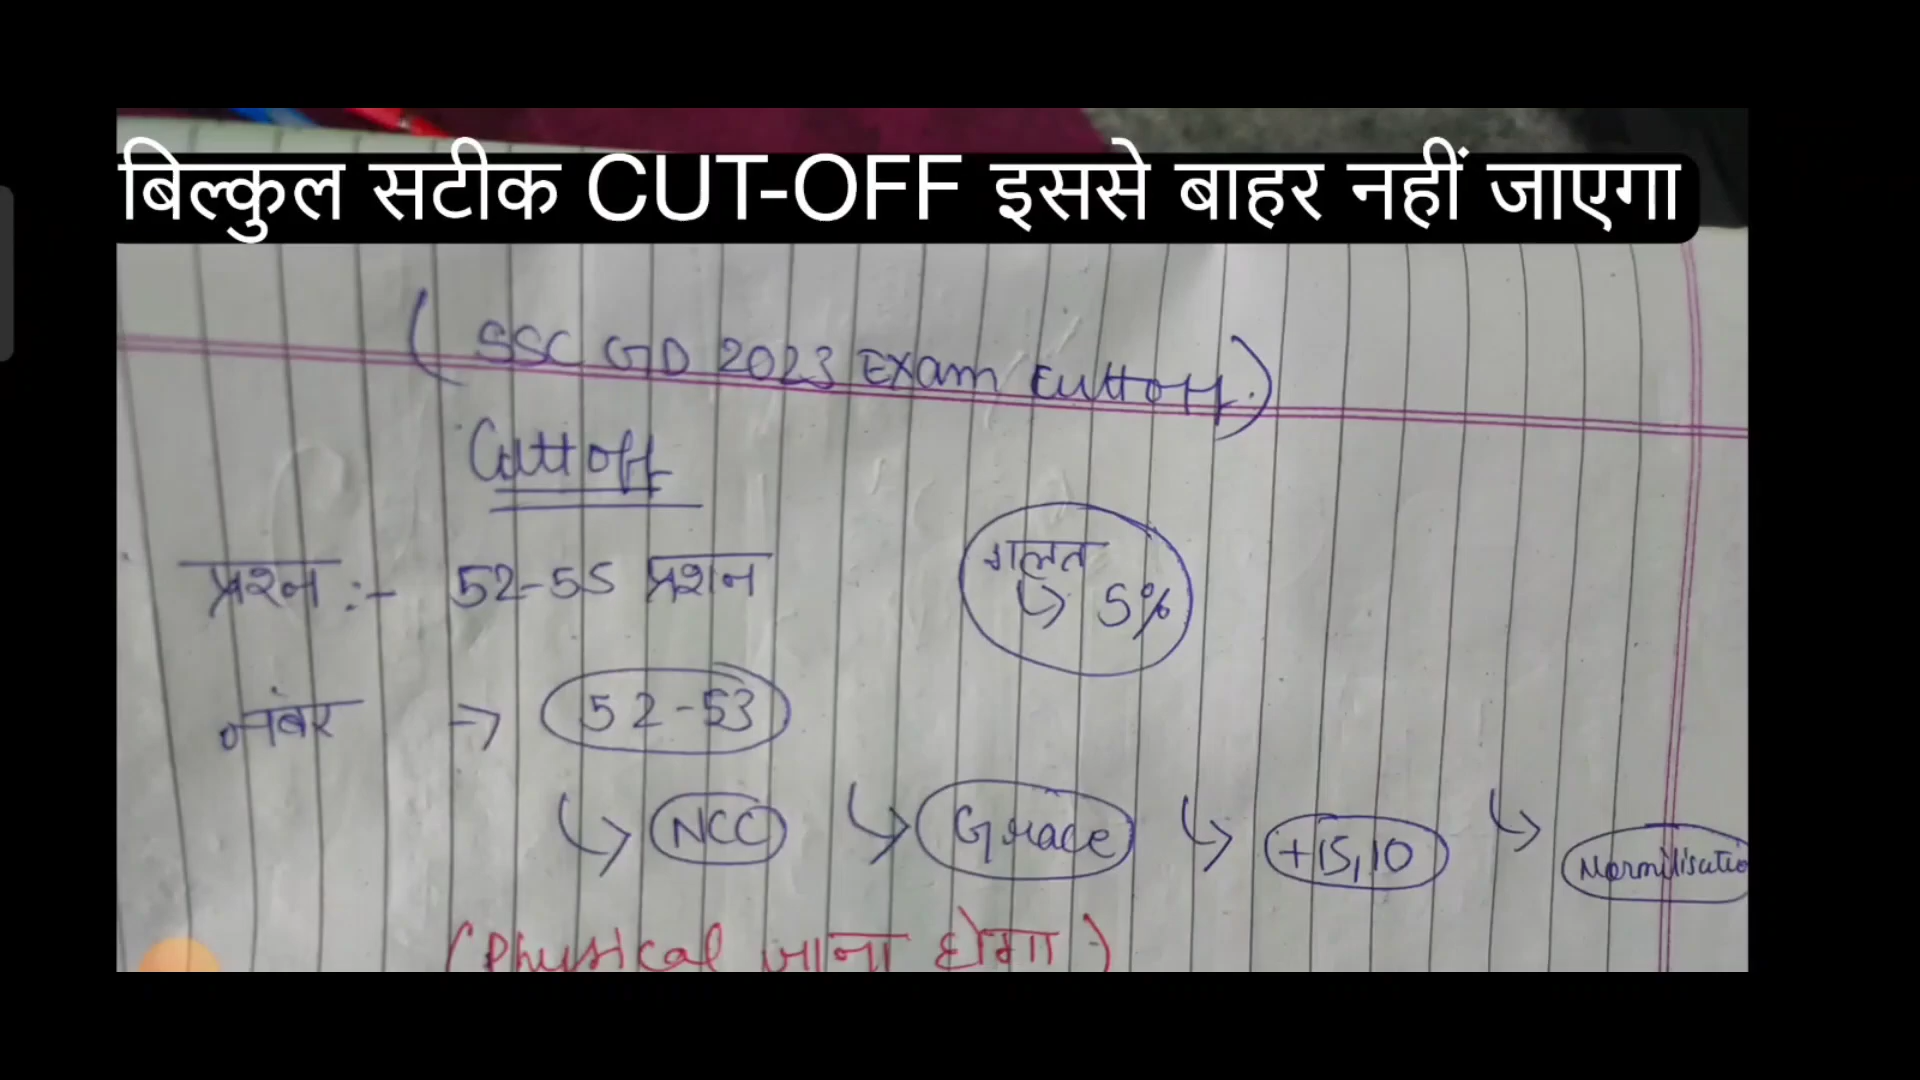 बिल्कुल सटीक CUT-OFF इससे बाहर नहीं जाएगा
(SSC GD 2023 Exam Cuttoff.)
Cuttoff
प्रश्न :- 52-55 प्रशन
गलत
↳ 5%
नंबर → 52-53
↳ NCC ↳ Grace ↳ +15,10 ↳ Normilisatio
(Physical जाना होगा)